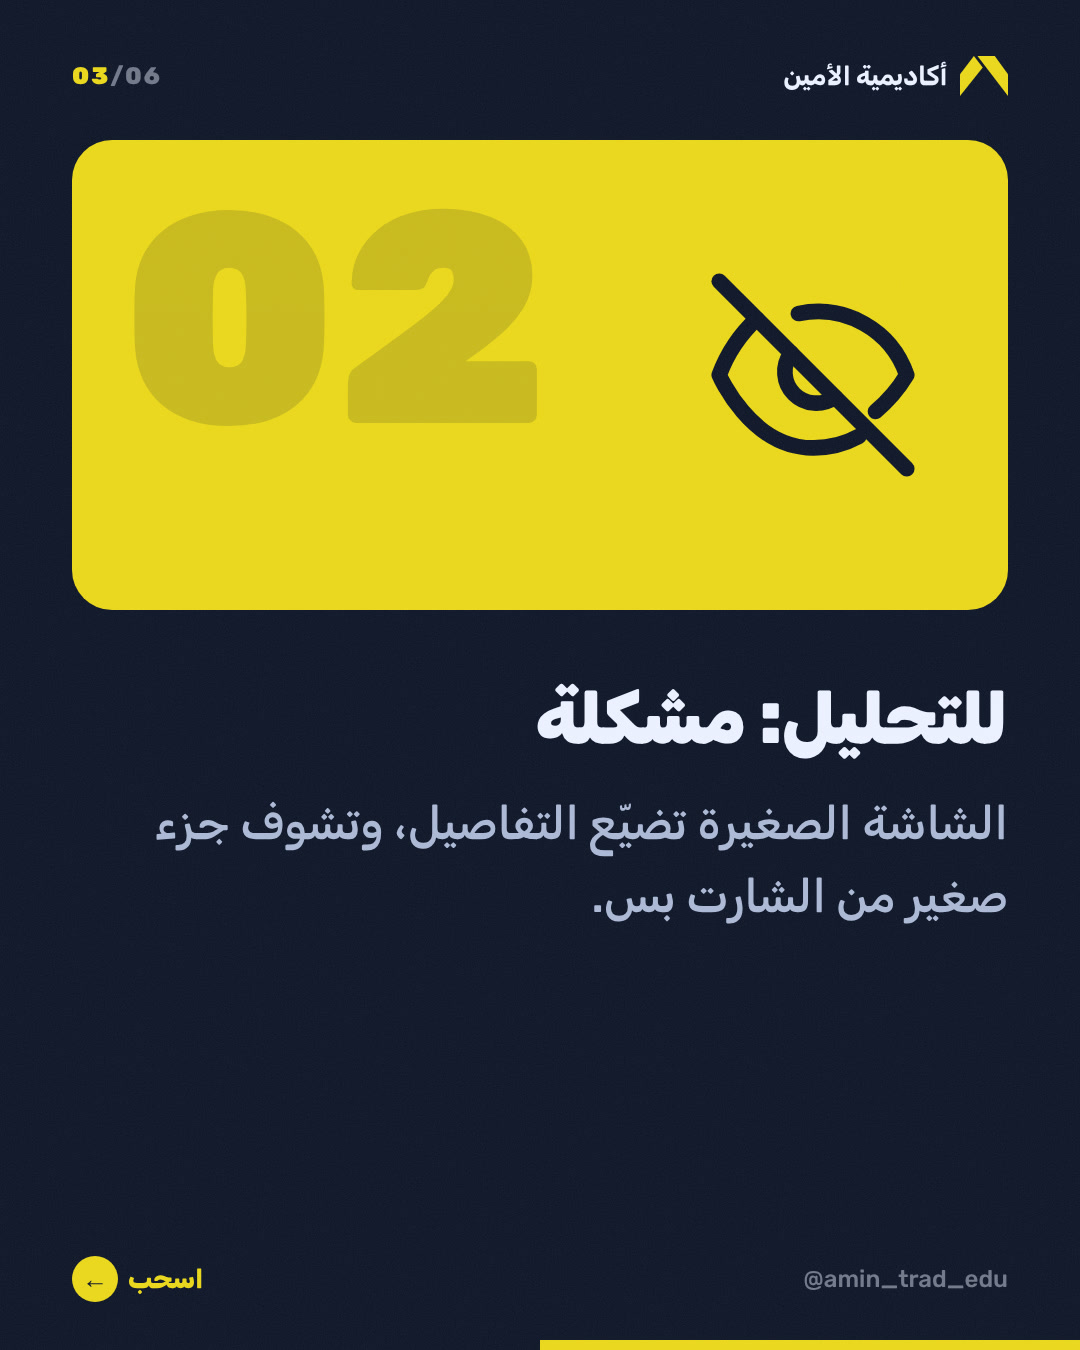 أكاديمية الأمين
03/06
02
للتحليل: مشكلة
الشاشة الصغيرة تضيّع التفاصيل، وتشوف جزء
صغير من الشارت بس.
@amin_trad_edu
اسحب ←